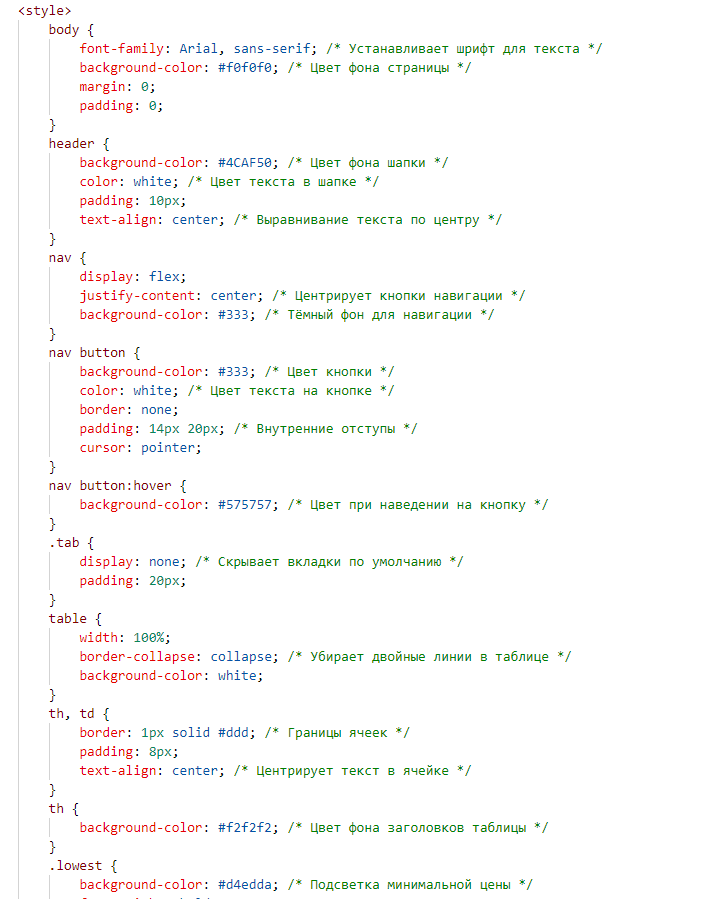 <style>
body {
font-family: Arial, sans-serif; /* Устанавливает шрифт для текста */
background-color: #f0f0f0; /* Цвет фона страницы */
margin: 0;
padding: 0;
}
header {
background-color: #4CAF50; /* Цвет фона шапки */
color: white; /* Цвет текста в шапке */
padding: 10px;
text-align: center; /* Выравнивание текста по центру */
}
nav {
display: flex;
justify-content: center; /* Центрирует кнопки навигации */
background-color: #333; /* Тёмный фон для навигации */
}
nav button {
background-color: #333; /* Цвет кнопки */
color: white; /* Цвет текста на кнопке */
border: none;
padding: 14px 20px; /* Внутренние отступы */
cursor: pointer;
}
nav button:hover {
background-color: #575757; /* Цвет при наведении на кнопку */
}
.tab {
display: none; /* Скрывает вкладки по умолчанию */
padding: 20px;
}
table {
width: 100%;
border-collapse: collapse; /* Убирает двойные линии в таблице */
background-color: white;
}
th, td {
border: 1px solid #ddd; /* Границы ячеек */
padding: 8px;
text-align: center; /* Центрирует текст в ячейке */
}
th {
background-color: #f2f2f2; /* Цвет фона заголовков таблицы */
}
.lowest {
background-color: #d4edda; /* Подсветка минимальной цены */